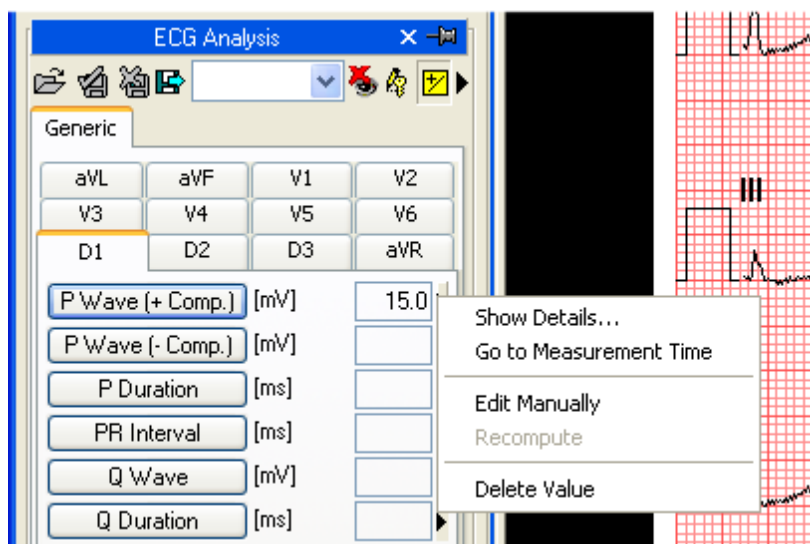 ECG Analysis
Generic
aVL aVF V1 V2
V3 V4 V5 V6
D1 D2 D3 aVR
III
P Wave (+ Comp.) [mV] 15.0
P Wave (- Comp.) [mV]
P Duration [ms]
PR Interval [ms]
Q Wave [mV]
Q Duration [ms]
Show Details...
Go to Measurement Time
Edit Manually
Recompute
Delete Value